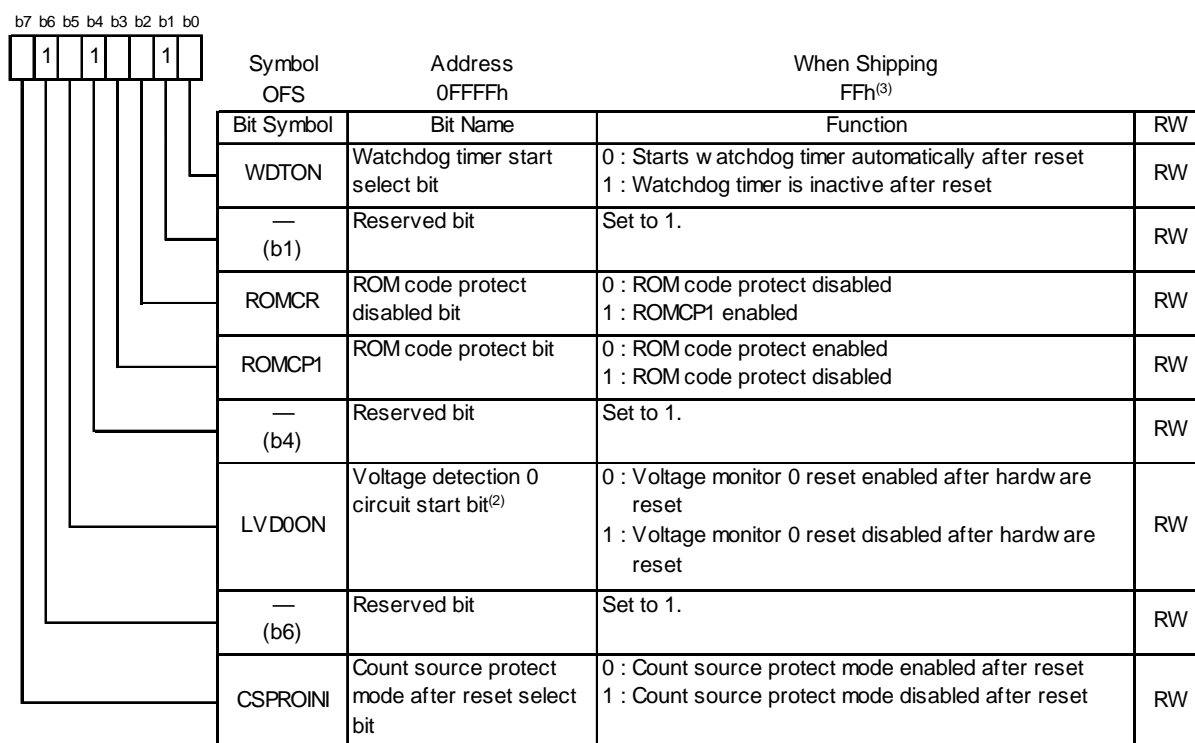 b7 b6 b5 b4 b3 b2 b1 b0
1 1 1
Symbol Address When Shipping
OFS 0FFFFh FFh(3)
Bit Symbol Bit Name Function RW
WDTON Watchdog timer start select bit 0 : Starts w atchdog timer automatically after reset RW
1 : Watchdog timer is inactive after reset
— (b1) Reserved bit Set to 1. RW
ROMCR ROM code protect disabled bit 0 : ROM code protect disabled RW
1 : ROMCP1 enabled
ROMCP1 ROM code protect bit 0 : ROM code protect enabled RW
1 : ROM code protect disabled
— (b4) Reserved bit Set to 1. RW
LVD0ON Voltage detection 0 circuit start bit(2) 0 : Voltage monitor 0 reset enabled after hardw are reset RW
1 : Voltage monitor 0 reset disabled after hardw are reset
— (b6) Reserved bit Set to 1. RW
CSPROINI Count source protect mode after reset select bit 0 : Count source protect mode enabled after reset RW
1 : Count source protect mode disabled after reset